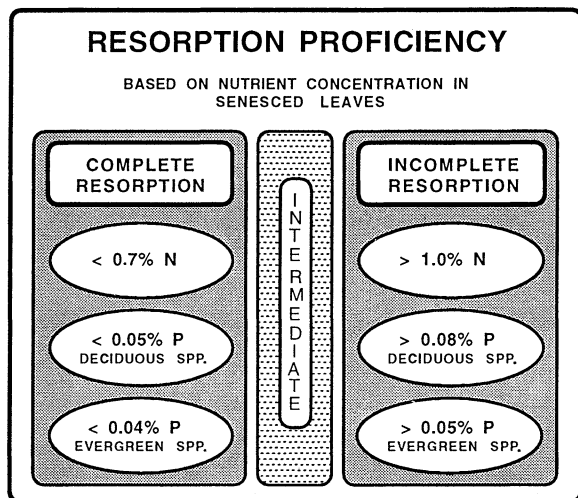 RESORPTION PROFICIENCY
BASED ON NUTRIENT CONCENTRATION IN
SENESCED LEAVES
COMPLETE
RESORPTION
< 0.7% N
< 0.05% P
DECIDUOUS SPP.
< 0.04% P
EVERGREEN SPP.
INTERMEDIATE
INCOMPLETE
RESORPTION
> 1.0% N
> 0.08% P
DECIDUOUS SPP.
> 0.05% P
EVERGREEN SPP.